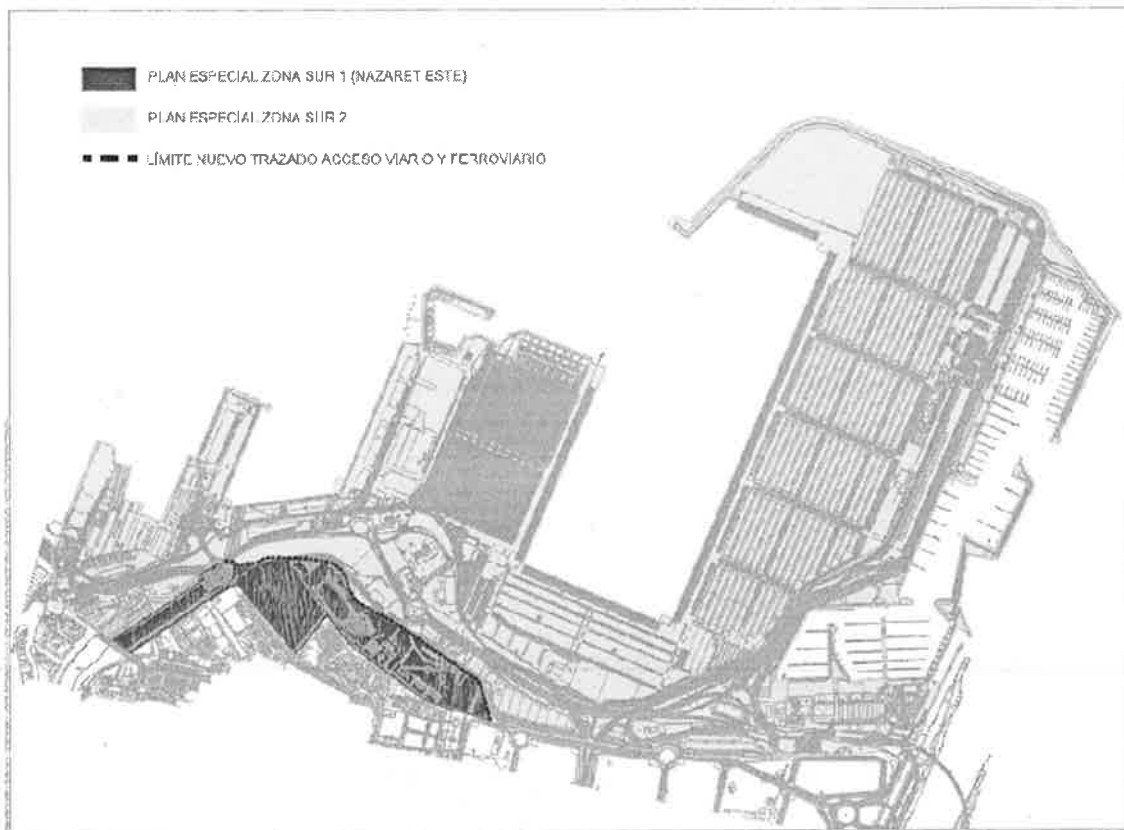 PLAN ESPECIAL ZONA SUR 1 (NAZARET ESTE)
PLAN ESPECIAL ZONA SUR 2
LÍMITE NUEVO TRAZADO ACCESO VIARIO Y FERROVIARIO